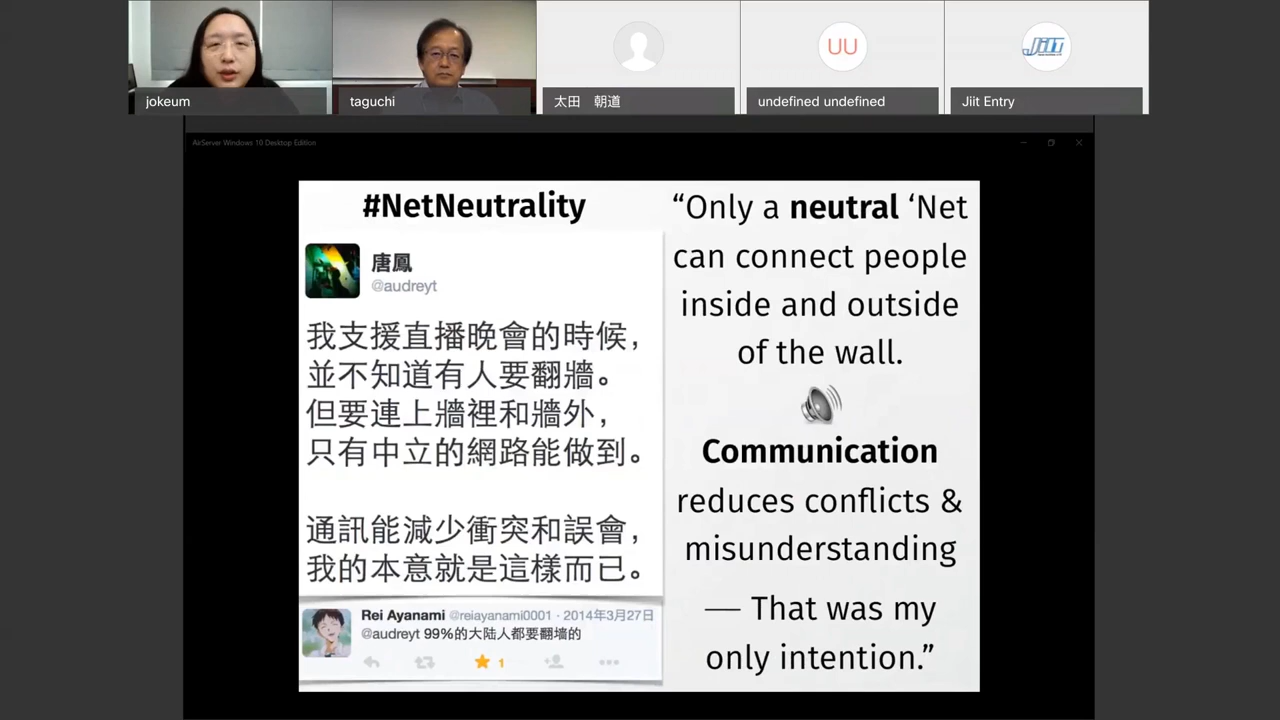 jokeum
taguchi
太田 朝道
UU
undefined undefined
JiIT
Jiit Entry
AirServer Windows 10 Desktop Edition
#NetNeutrality
唐鳳
@audreyt
我支援直播晚會的時候，
並不知道有人要翻牆。
但要連上牆裡和牆外，
只有中立的網路能做到。
通訊能減少衝突和誤會，
我的本意就是這樣而已。
Rei Ayanami @reiayanami0001 · 2014年3月27日
@audreyt 99%的大陆人都要翻墙的
1
“Only a neutral ‘Net
can connect people
inside and outside
of the wall.
Communication
reduces conflicts &
misunderstanding
— That was my
only intention.”